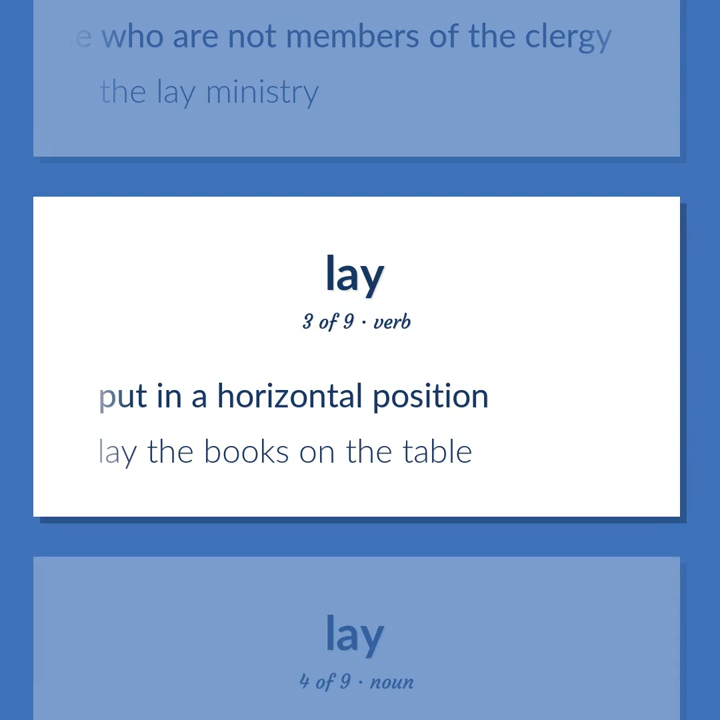 who are not members of the clergy
the lay ministry
lay
3 of 9 · verb
put in a horizontal position
lay the books on the table
lay
4 of 9 · noun